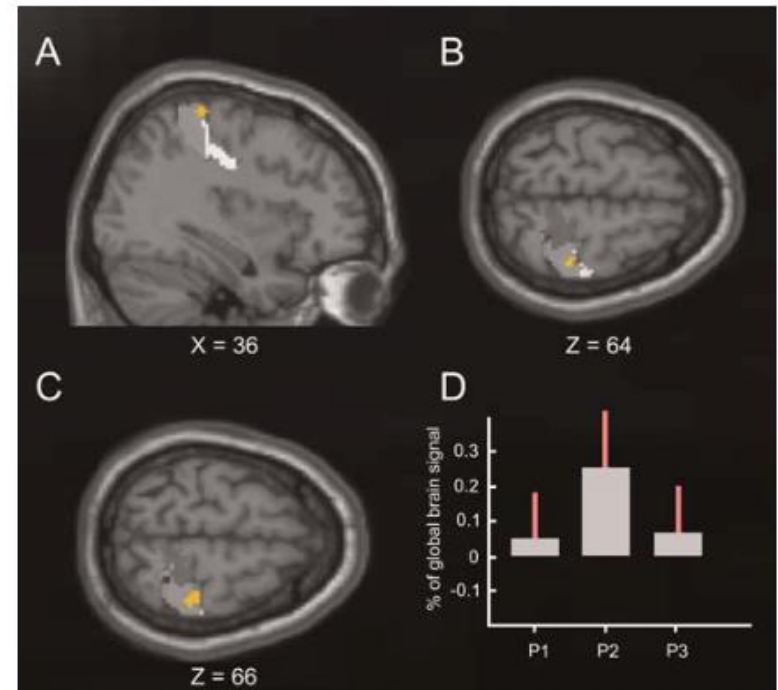 A
X = 36
B
Z = 64
C
Z = 66
D
% of global brain signal
0.3
0.2
0.1
0
-0.1
P1
P2
P3